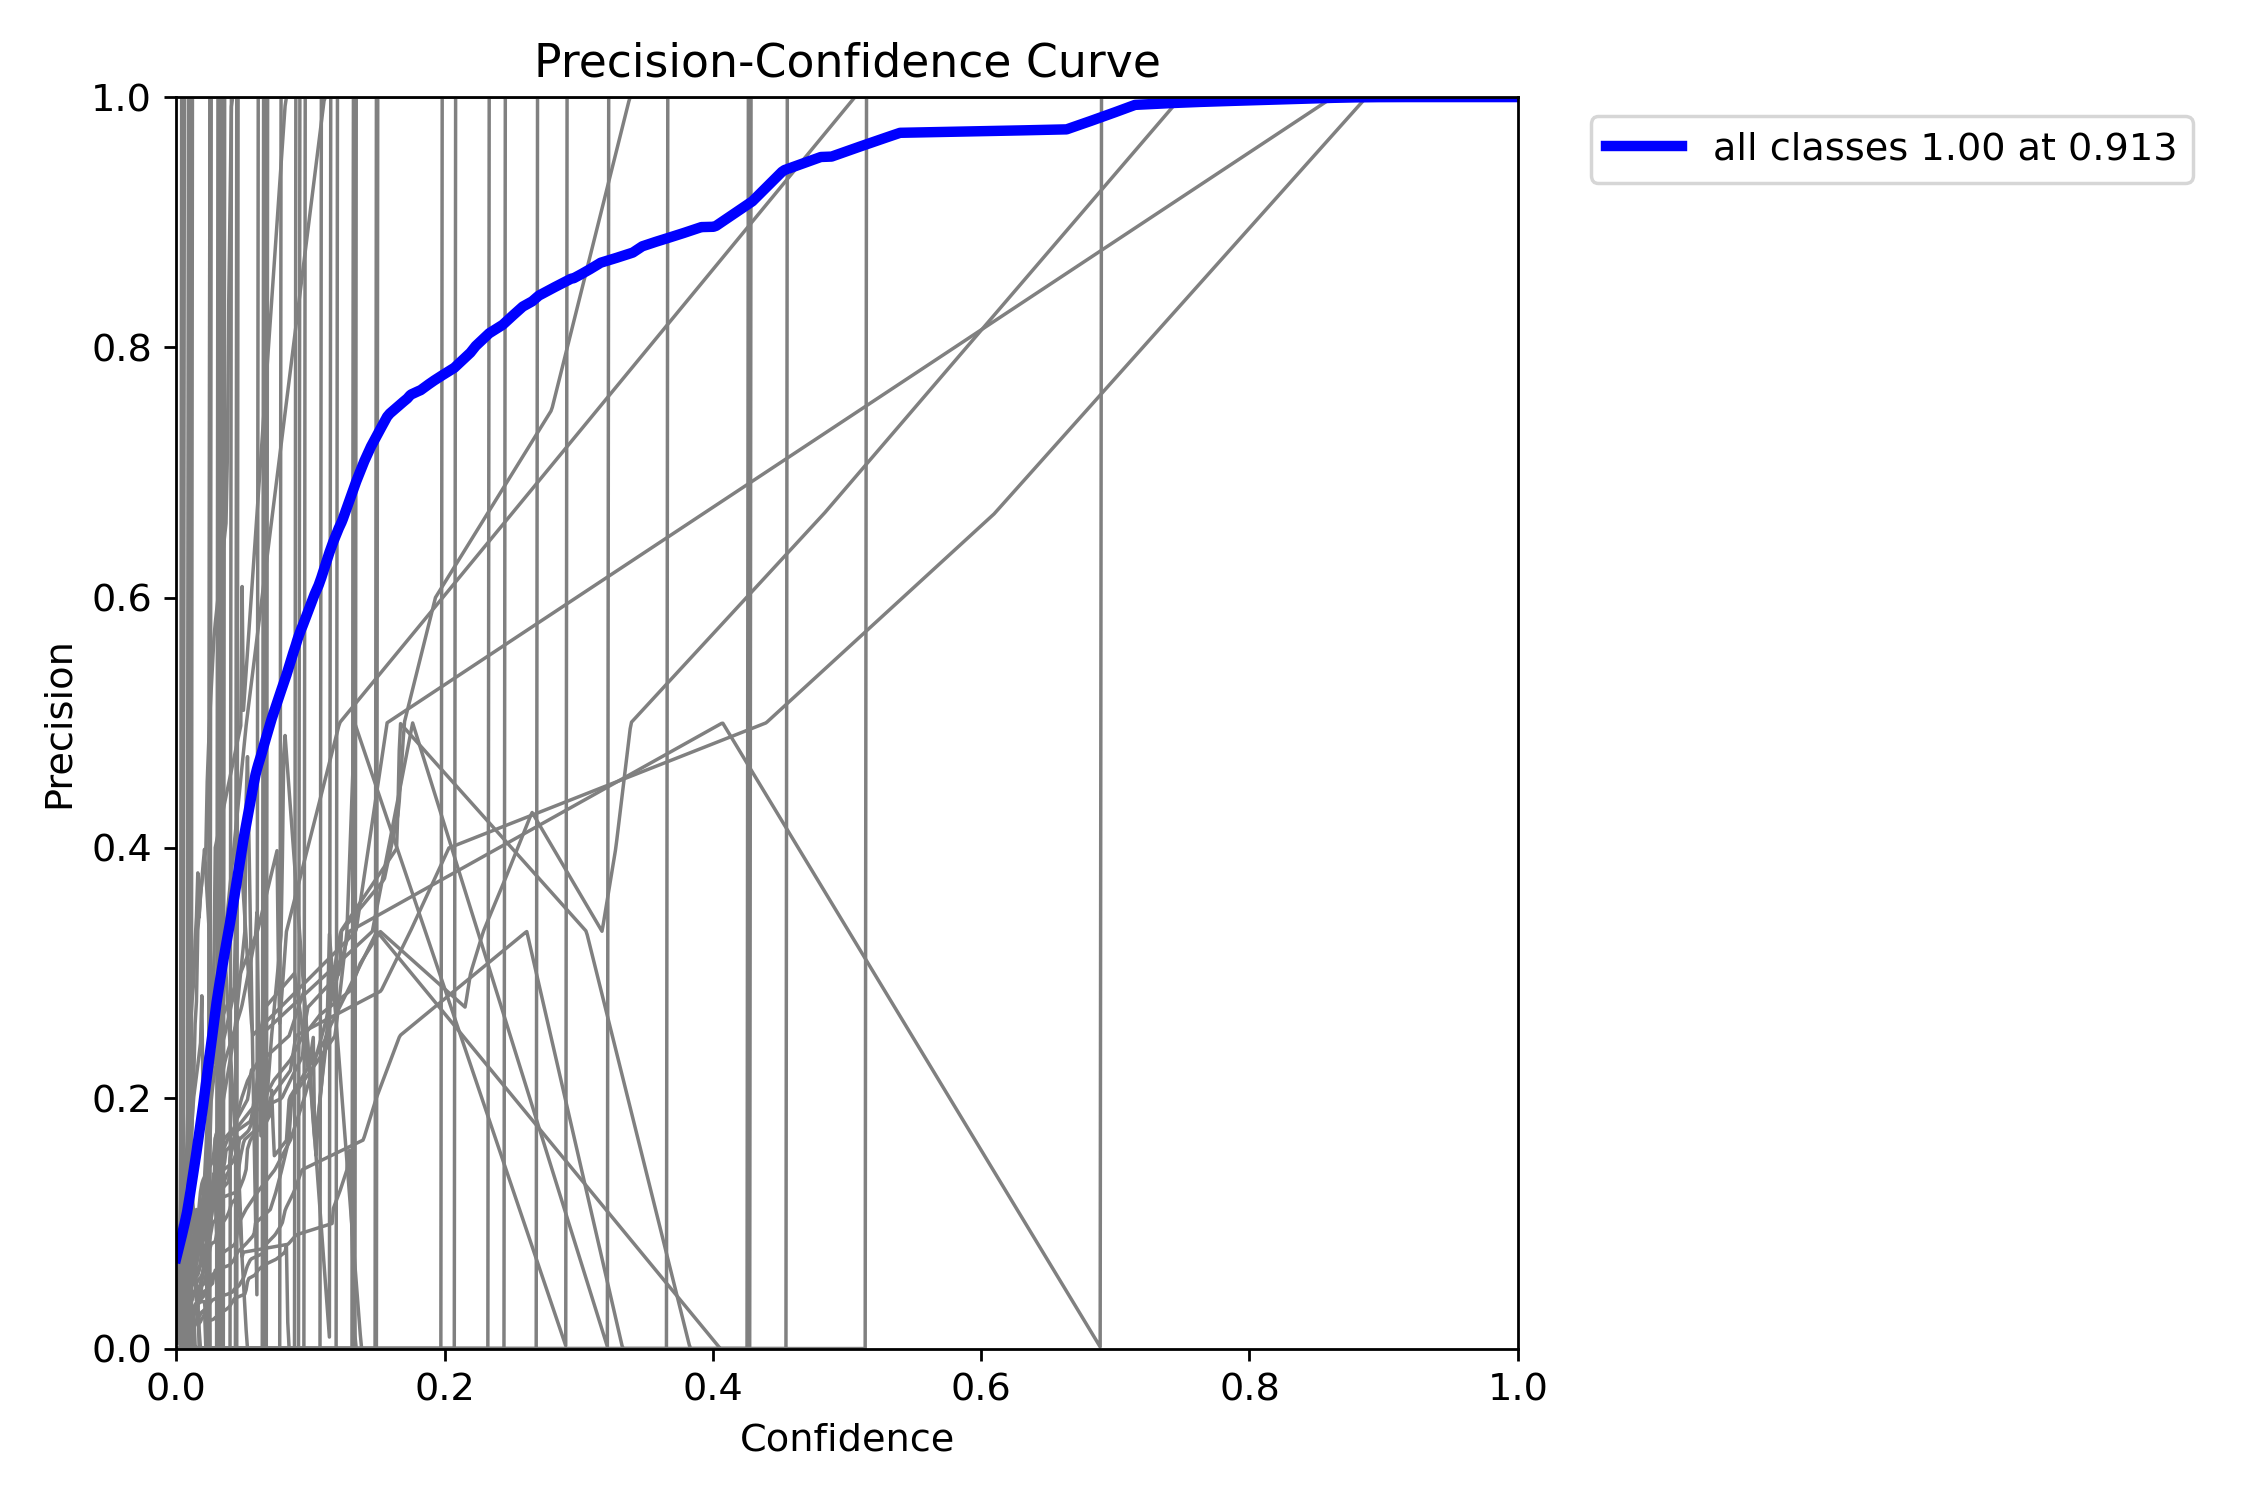 Precision-Confidence Curve
1.0
0.8
0.6
0.4
0.2
0.0
Precision
0.0 0.2 0.4 0.6 0.8 1.0
Confidence
all classes 1.00 at 0.913